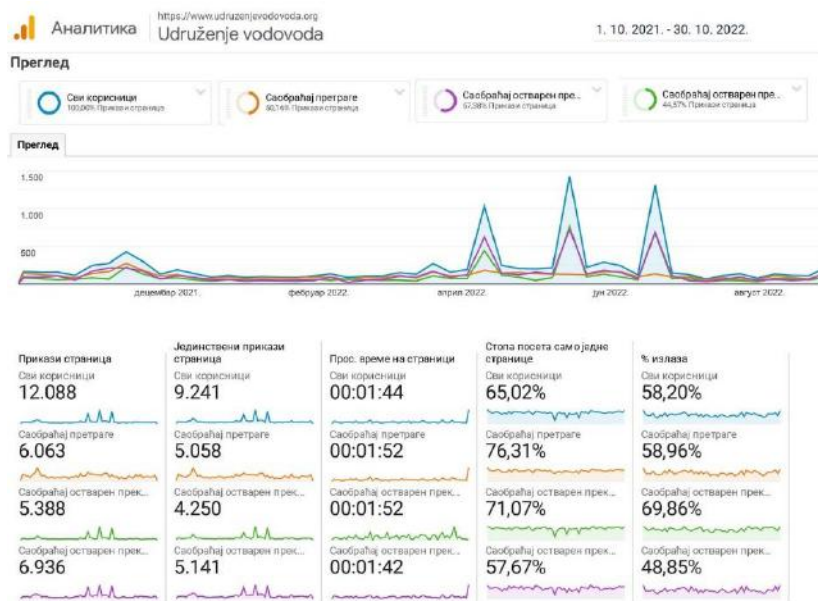 Аналитика
https://www.udruzenjevodovoda.org
Udruženje vodovoda
1. 10. 2021. - 30. 10. 2022.
Преглед
Сви корисници
100,00% Прикази страница
Саобраћај претраге
50,16% Прикази страница
Саобраћај остварен пре...
57,38% Прикази страница
Саобраћај остварен пре...
44,57% Прикази страница
Преглед
1.500
1.000
500
децембар 2021.
фебруар 2022.
април 2022.
јун 2022.
август 2022.
Прикази страница
Сви корисници
12.088
Саобраћај претраге
6.063
Саобраћај остварен прек...
5.388
Саобраћај остварен прек...
6.936
Јединствени прикази
страница
Сви корисници
9.241
Саобраћај претраге
5.058
Саобраћај остварен прек...
4.250
Саобраћај остварен прек...
5.141
Прос. време на страници
Сви корисници
00:01:44
Саобраћај претраге
00:01:52
Саобраћај остварен прек...
00:01:52
Саобраћај остварен прек...
00:01:42
Стопа посета само једне
странице
Сви корисници
65,02%
Саобраћај претраге
76,31%
Саобраћај остварен прек...
71,07%
Саобраћај остварен прек...
57,67%
% излаза
Сви корисници
58,20%
Саобраћај претраге
58,96%
Саобраћај остварен прек...
69,86%
Саобраћај остварен прек...
48,85%